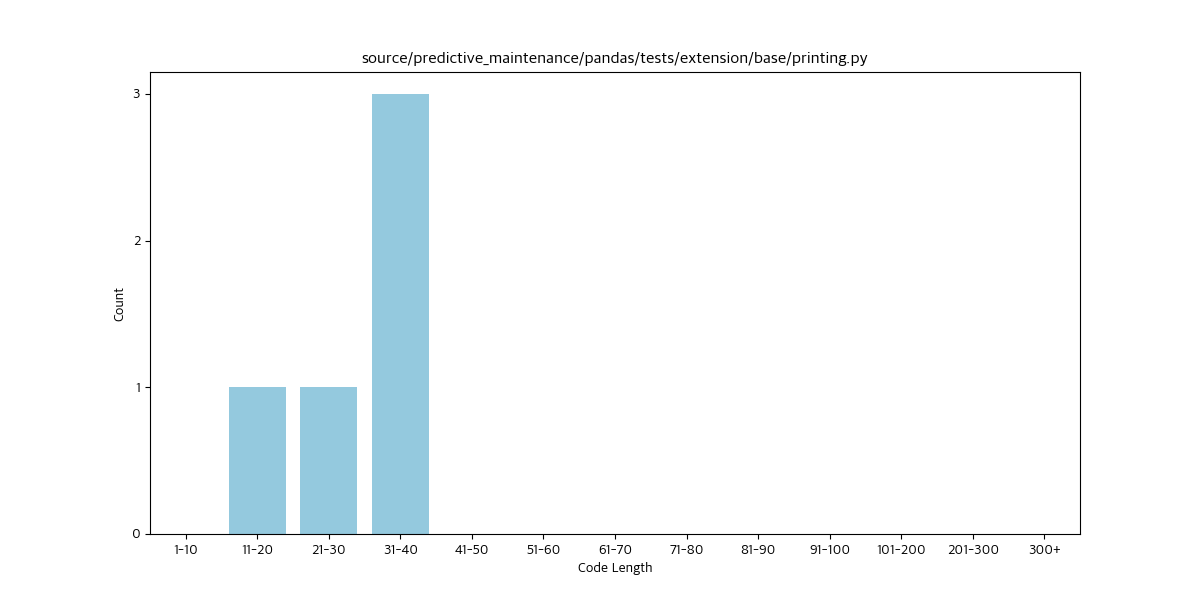 source/predictive_maintenance/pandas/tests/extension/base/printing.py
3
2
1
0
Count
1-10 11-20 21-30 31-40 41-50 51-60 61-70 71-80 81-90 91-100 101-200 201-300 300+
Code Length